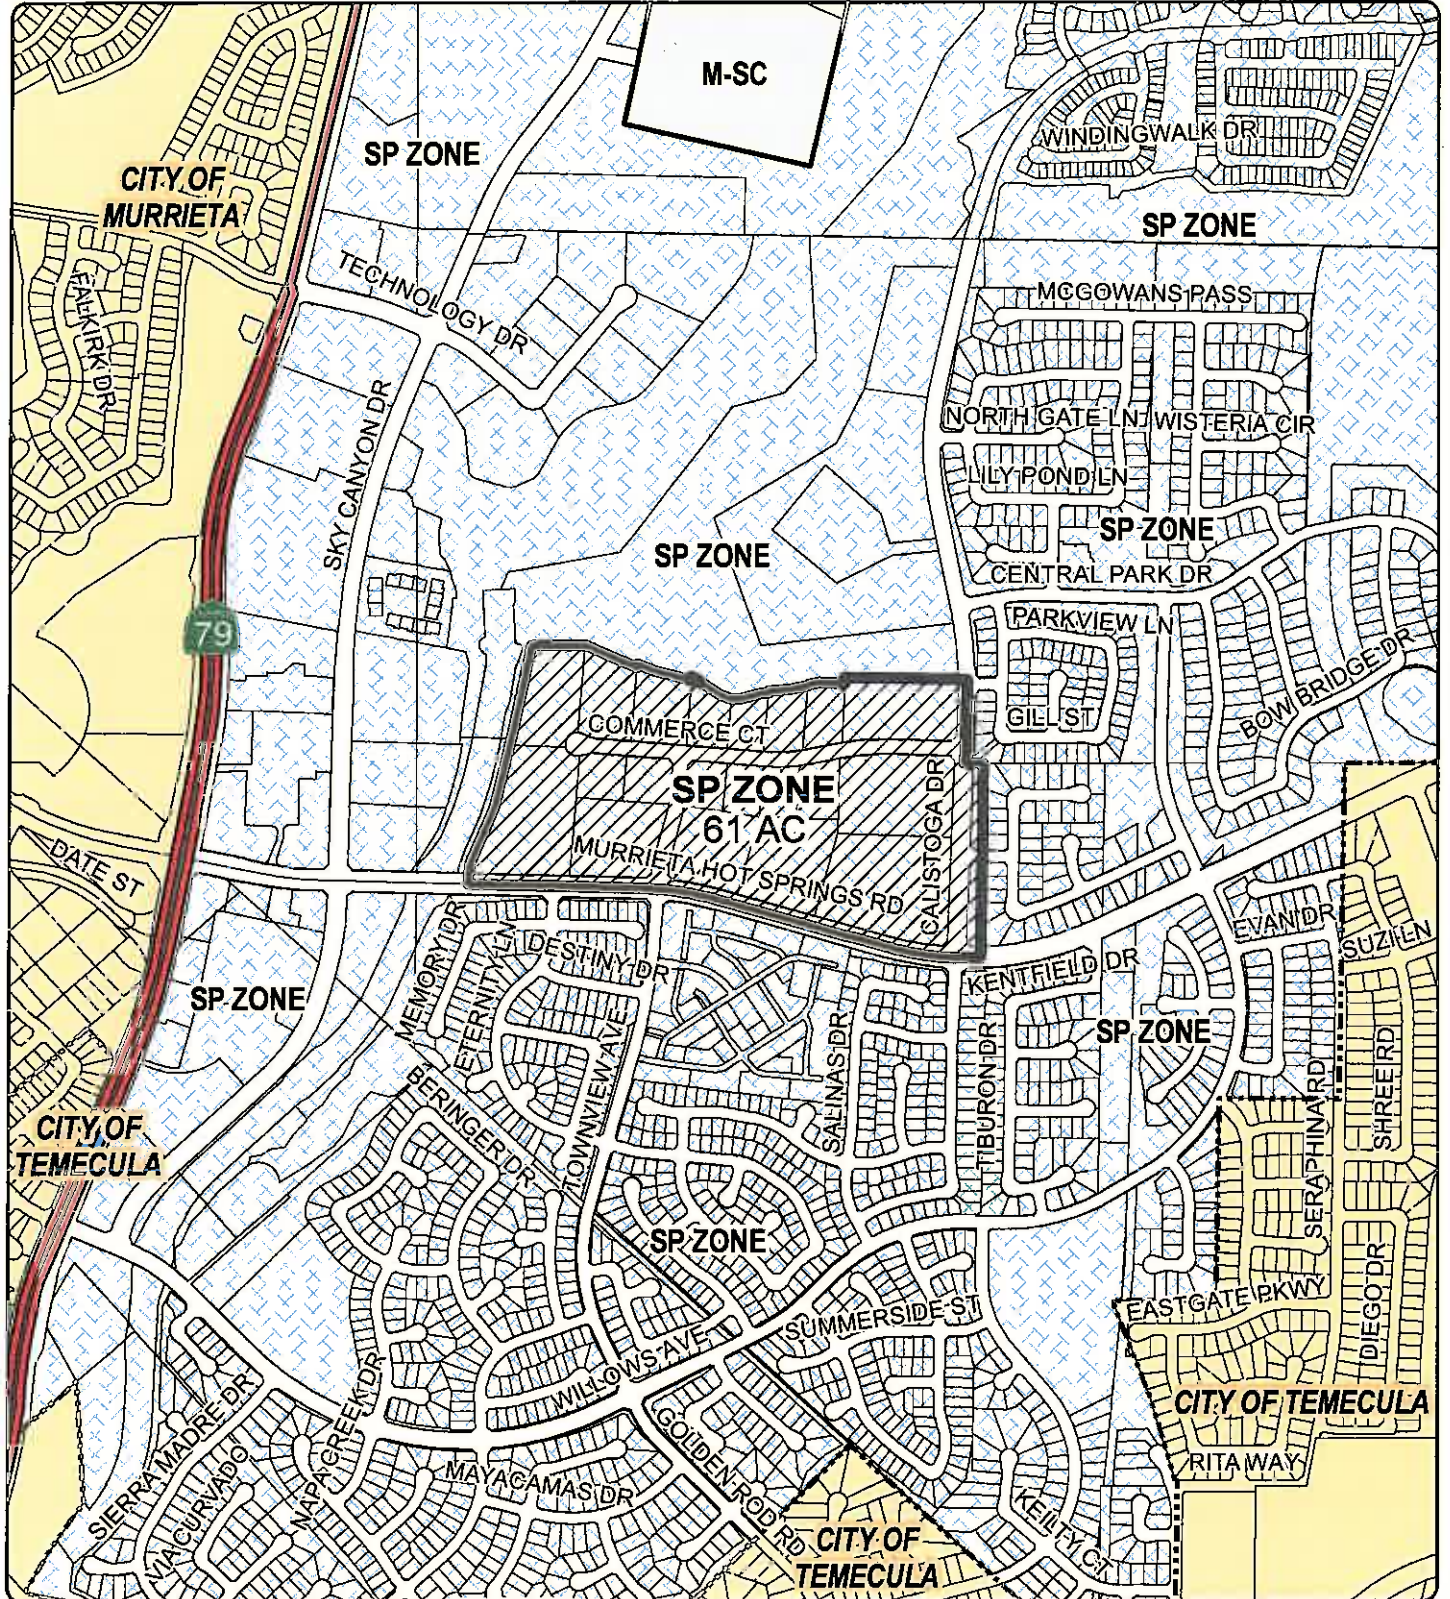 M-SC
WINDINGWALK DR
SP ZONE
CITY OF
MURRIETA
SP ZONE
TECHNOLOGY DR
MCGOWANS PASS
FALKIRK DR
SKY CANYON DR
NORTH GATE LN
WISTERIA CIR
LILY POND LN
SP ZONE
SP ZONE
CENTRAL PARK DR
PARKVIEW LN
79
BOW BRIDGE DR
GILL ST
COMMERCE CT
SP ZONE
61 AC
CALISTOGA DR
MURRIETA HOT SPRINGS RD
DATE ST
MEMORY DR
ETERNITY LN
DESTINY DR
EVAN DR
SUZI LN
KENTFIELD DR
SP ZONE
SP ZONE
TOWNVIEW AVE
SALINAS DR
TIBURON DR
SERAPHINA RD
SHREE RD
BERINGER DR
CITY OF
TEMECULA
SP ZONE
EASTGATE PKWY
DIEGO DR
SUMMERSIDE ST
WILLOWS AVE
CITY OF TEMECULA
SIERRA MADRE DR
VIA CURVADO
NAPA CREEK DR
MAYACAMAS DR
GOLDEN ROD RD
RITA WAY
KEILTY CT
CITY OF
TEMECULA